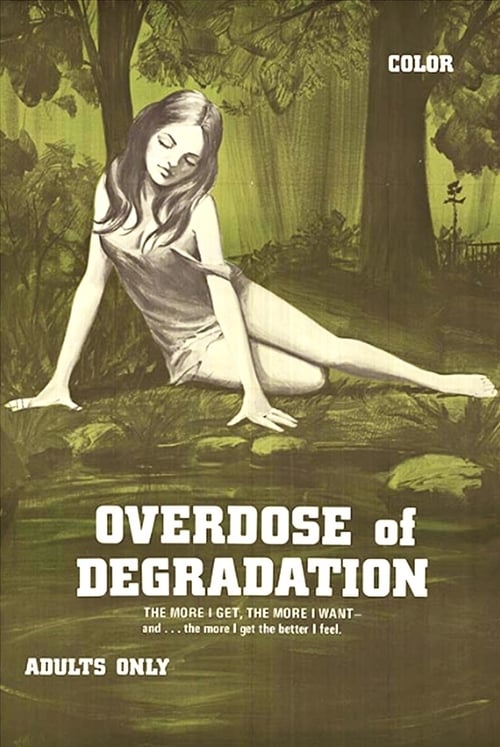 COLOR
OVERDOSE of
DEGRADATION
THE MORE I GET, THE MORE I WANT—
and . . . the more I get the better I feel.
ADULTS ONLY